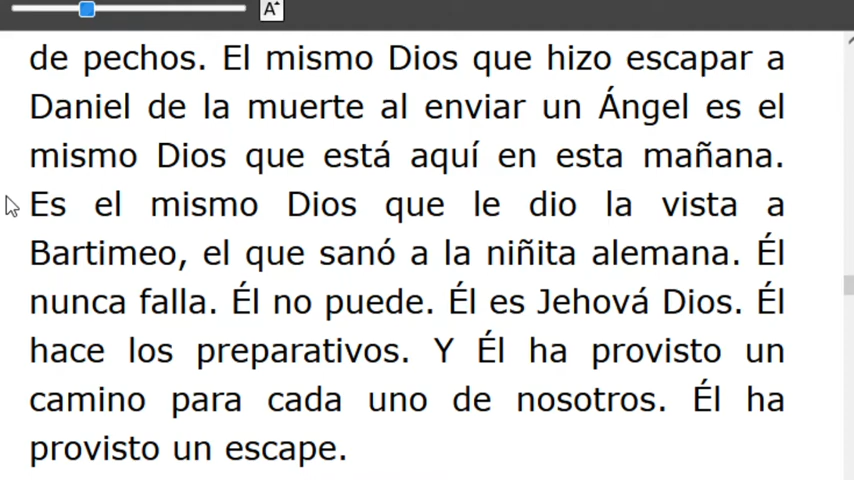 A
de pechos. El mismo Dios que hizo escapar a
Daniel de la muerte al enviar un Ángel es el
mismo Dios que está aquí en esta mañana.
Es el mismo Dios que le dio la vista a
Bartimeo, el que sanó a la niñita alemana. Él
nunca falla. Él no puede. Él es Jehová Dios. Él
hace los preparativos. Y Él ha provisto un
camino para cada uno de nosotros. Él ha
provisto un escape.